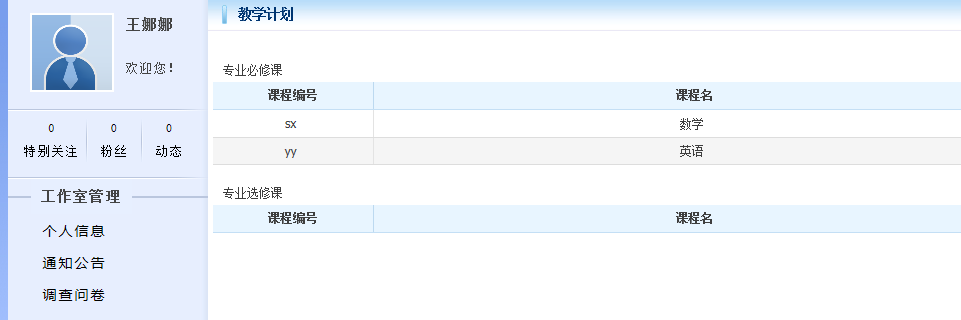 王娜娜
欢迎您！
0 0 0
特别关注 粉丝 动态
工作室管理
个人信息
通知公告
调查问卷
教学计划
专业必修课
课程编号 课程名
sx 数学
yy 英语
专业选修课
课程编号 课程名